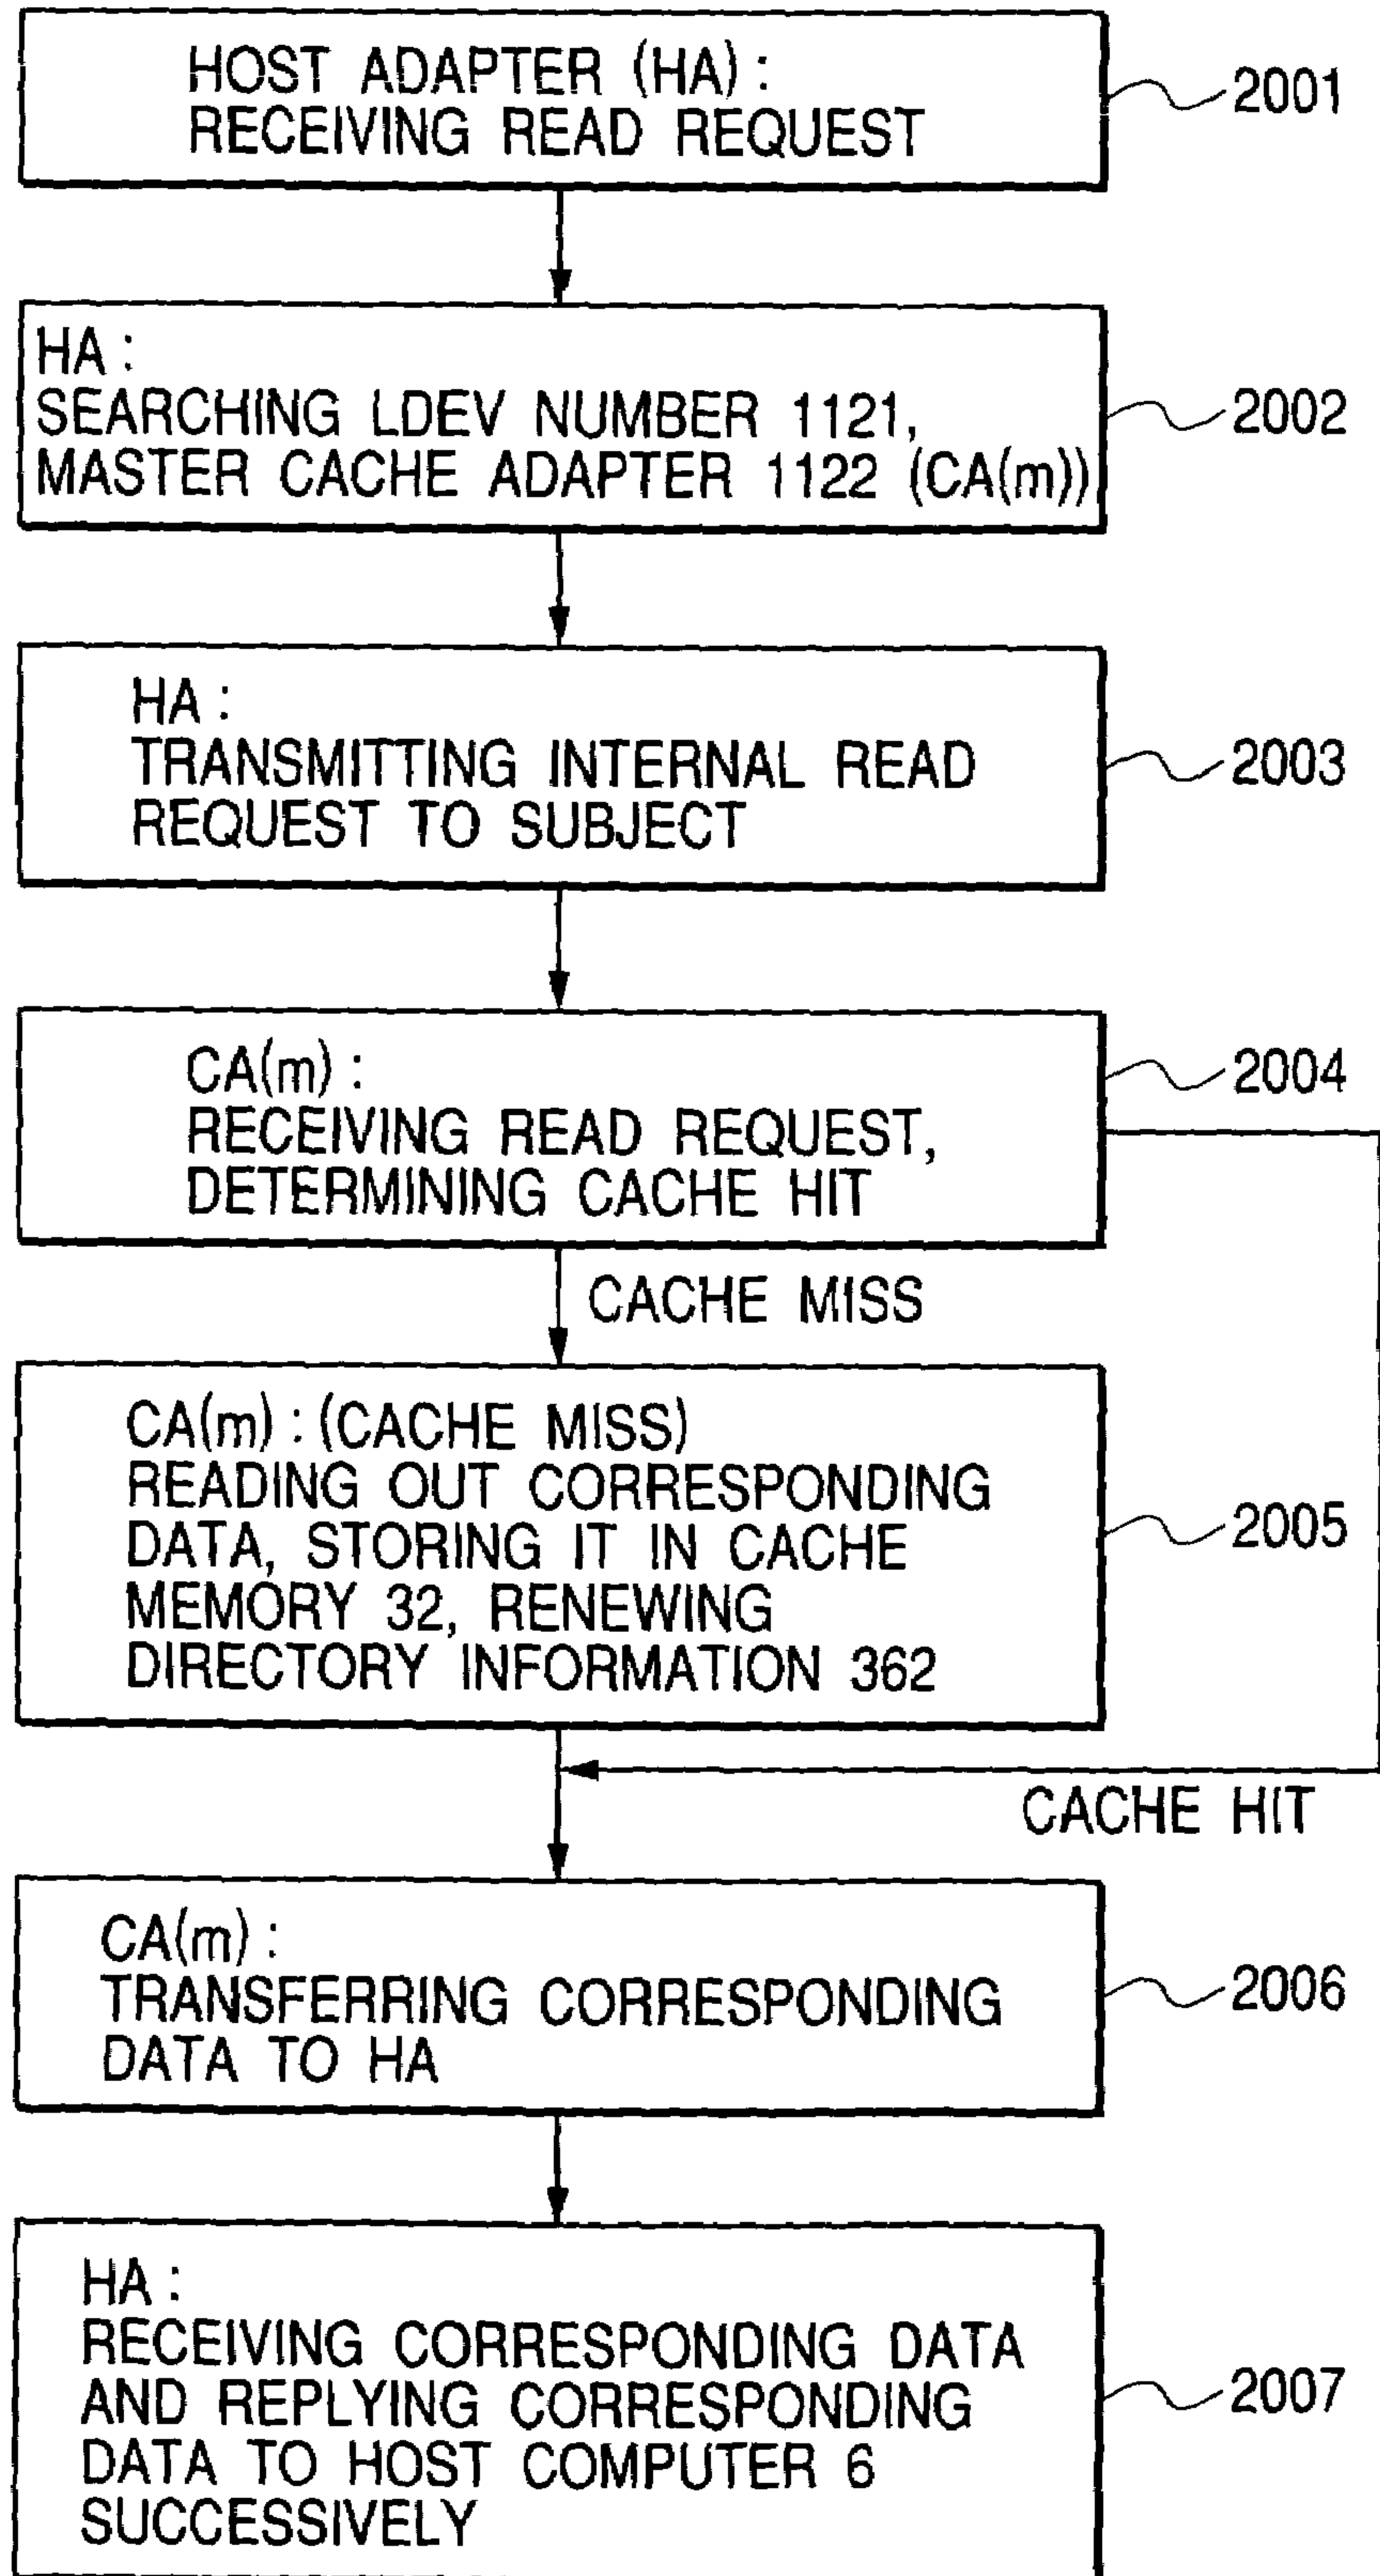 HOST ADAPTER (HA) :
RECEIVING READ REQUEST
2001
HA :
SEARCHING LDEV NUMBER 1121,
MASTER CACHE ADAPTER 1122 (CA(m))
2002
HA :
TRANSMITTING INTERNAL READ
REQUEST TO SUBJECT
2003
CA(m) :
RECEIVING READ REQUEST,
DETERMINING CACHE HIT
2004
CACHE MISS
CA(m) : (CACHE MISS)
READING OUT CORRESPONDING
DATA, STORING IT IN CACHE
MEMORY 32, RENEWING
DIRECTORY INFORMATION 362
2005
CACHE HIT
CA(m) :
TRANSFERRING CORRESPONDING
DATA TO HA
2006
HA :
RECEIVING CORRESPONDING DATA
AND REPLYING CORRESPONDING
DATA TO HOST COMPUTER 6
SUCCESSIVELY
2007